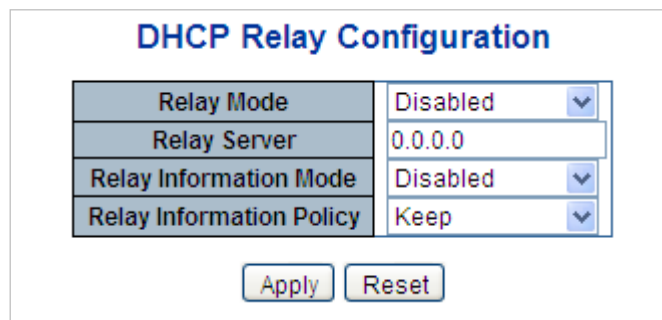 DHCP Relay Configuration
Relay Mode Disabled
Relay Server 0.0.0.0
Relay Information Mode Disabled
Relay Information Policy Keep
Apply Reset